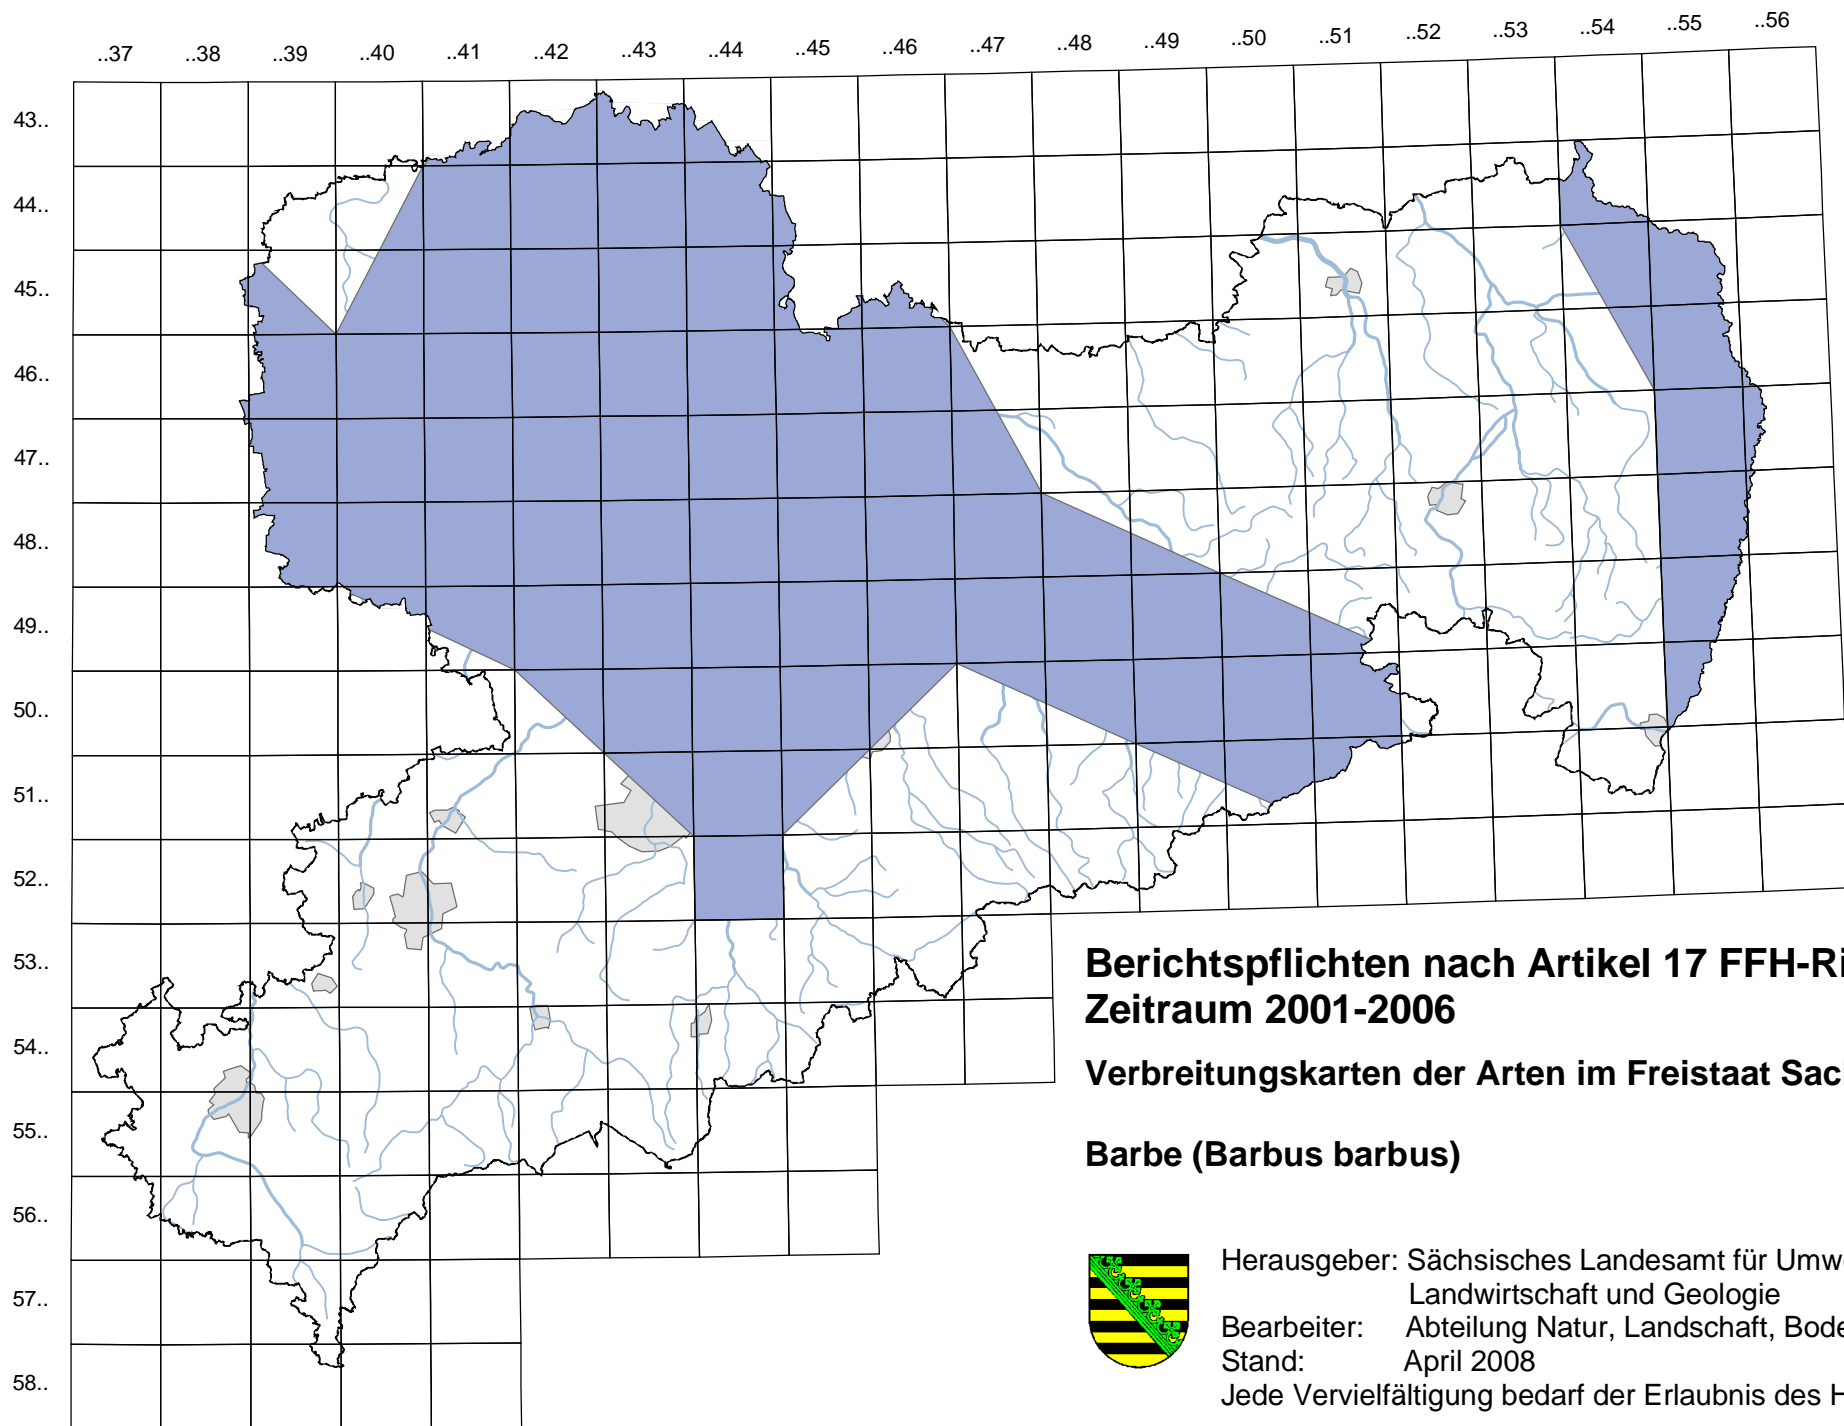 ..37 ..38 ..39 ..40 ..41 ..42 ..43 ..44 ..45 ..46 ..47 ..48 ..49 ..50 ..51 ..52 ..53 ..54 ..55 ..56
43..
44..
45..
46..
47..
48..
49..
50..
51..
52..
53..
54..
55..
56..
57..
58..
Berichtspflichten nach Artikel 17 FFH-Ri
Zeitraum 2001-2006
Verbreitungskarten der Arten im Freistaat Sac
Barbe (Barbus barbus)
Herausgeber: Sächsisches Landesamt für Umwe
Landwirtschaft und Geologie
Bearbeiter: Abteilung Natur, Landschaft, Bode
Stand: April 2008
Jede Vervielfältigung bedarf der Erlaubnis des H